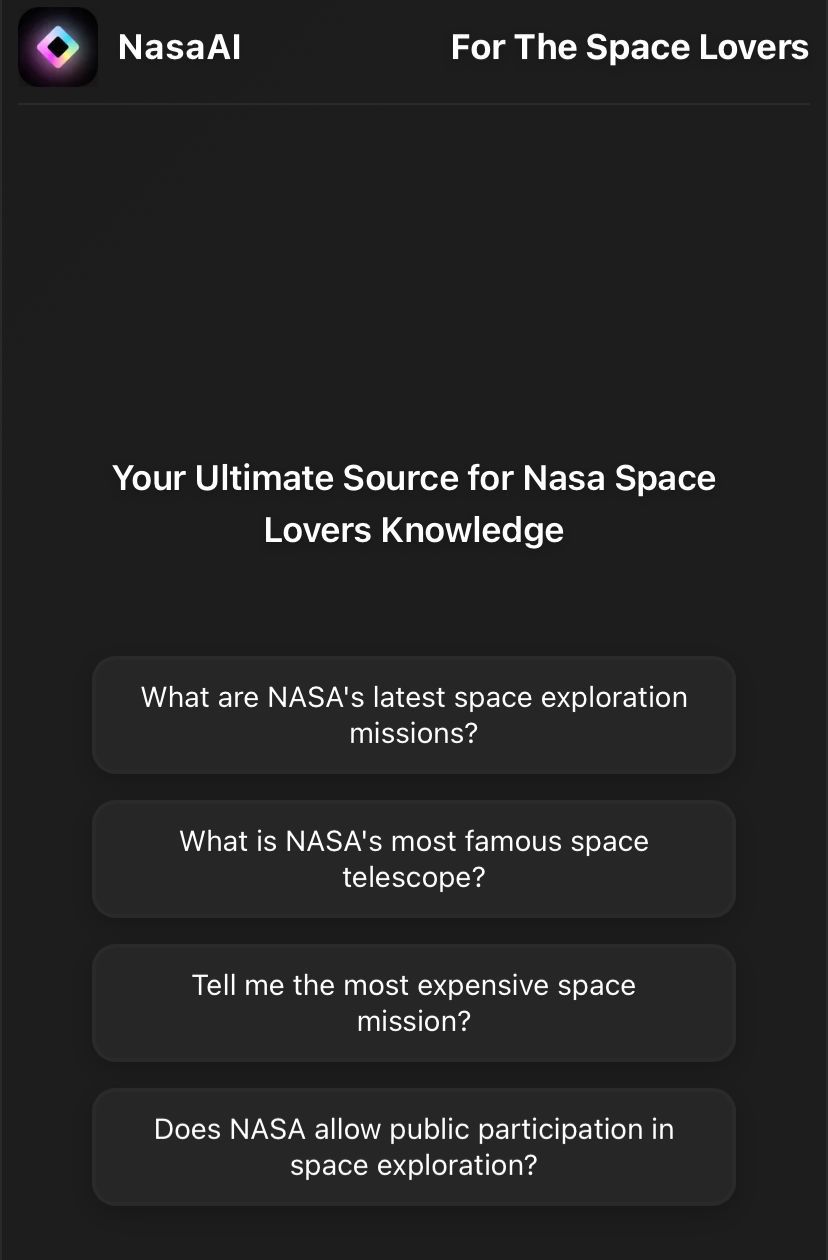 NasaAI
For The Space Lovers
Your Ultimate Source for Nasa Space
Lovers Knowledge
What are NASA's latest space exploration
missions?
What is NASA's most famous space
telescope?
Tell me the most expensive space
mission?
Does NASA allow public participation in
space exploration?